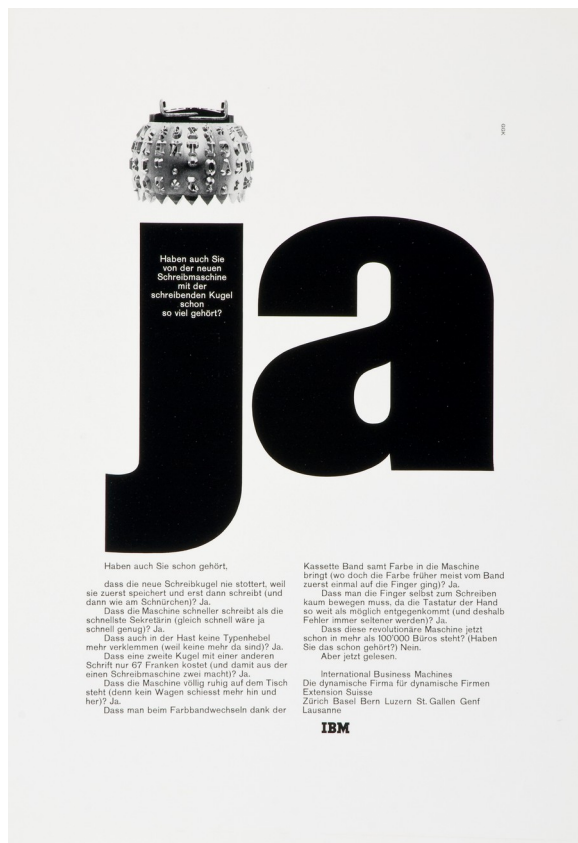 GGK
ja
Haben auch Sie
von der neuen
Schreibmaschine
mit der
schreibenden Kugel
schon
so viel gehört?
Haben auch Sie schon gehört,
dass die neue Schreibkugel nie stottert, weil
sie zuerst speichert und erst dann schreibt (und
dann wie am Schnürchen)? Ja.
Dass die Maschine schneller schreibt als die
schnellste Sekretärin (gleich schnell wäre ja
schnell genug)? Ja.
Dass auch in der Hast keine Typenhebel
mehr verklemmen (weil keine mehr da sind)? Ja.
Dass eine zweite Kugel mit einer anderen
Schrift nur 67 Franken kostet (und damit aus der
einen Schreibmaschine zwei macht)? Ja.
Dass die Maschine völlig ruhig auf dem Tisch
steht (denn kein Wagen schiesst mehr hin und
her)? Ja.
Dass man beim Farbbandwechseln dank der
Kassette Band samt Farbe in die Maschine
bringt (wo doch die Farbe früher meist vom Band
zuerst einmal auf die Finger ging)? Ja.
Dass man die Finger selbst zum Schreiben
kaum bewegen muss, da die Tastatur der Hand
so weit als möglich entgegenkommt (und deshalb
Fehler immer seltener werden)? Ja.
Dass diese revolutionäre Maschine jetzt
schon in mehr als 100'000 Büros steht? (Haben
Sie das schon gehört?) Nein.
Aber jetzt gelesen.
International Business Machines
Die dynamische Firma für dynamische Firmen
Extension Suisse
Zürich Basel Bern Luzern St. Gallen Genf
Lausanne
IBM